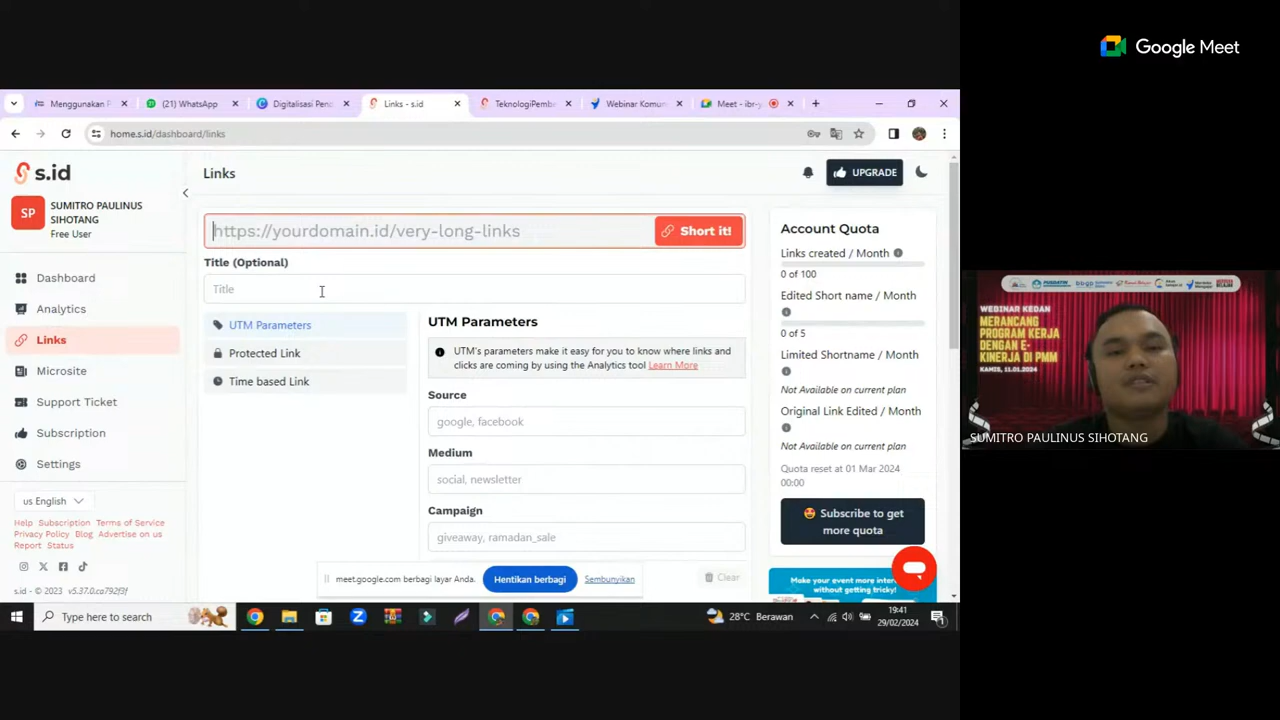 Google Meet
Menggunakan P
(21) WhatsApp
Digitalisasi Penc
Links - s.id
TeknologiPembe
Webinar Komun
Meet - ibr-y
home.s.id/dashboard/links
s.id
Links
UPGRADE
SP
SUMITRO PAULINUS
SIHOTANG
Free User
https://yourdomain.id/very-long-links
Short it!
Title (Optional)
Title
Dashboard
Analytics
Links
Microsite
Support Ticket
Subscription
Settings
us English
Help Subscription Terms of Service
Privacy Policy Blog Advertise on us
Report Status
s.id - © 2023
UTM Parameters
Protected Link
Time based Link
UTM Parameters
UTM's parameters make it easy for you to know where links and
clicks are coming by using the Analytics tool Learn More
Source
google, facebook
Medium
social, newsletter
Campaign
giveaway, ramadan_sale
Clear
Account Quota
Links created / Month
0 of 100
Edited Short name / Month
0 of 5
Limited Shortname / Month
Not Available on current plan
Original Link Edited / Month
Not Available on current plan
Quota reset at 01 Mar 2024
00:00
Subscribe to get
more quota
Make your event more inter
without getting tricky!
meet.google.com berbagi layar Anda.
Hentikan berbagi
Sembunyikan
Type here to search
28°C Berawan
19:41
29/02/2024
WEBINAR KEDAN
MERANCANG
PROGRAM KERJA
DENGAN E-
KINERJA DI PMM
KAMIS, 11.01.2024
SUMITRO PAULINUS SIHOTANG